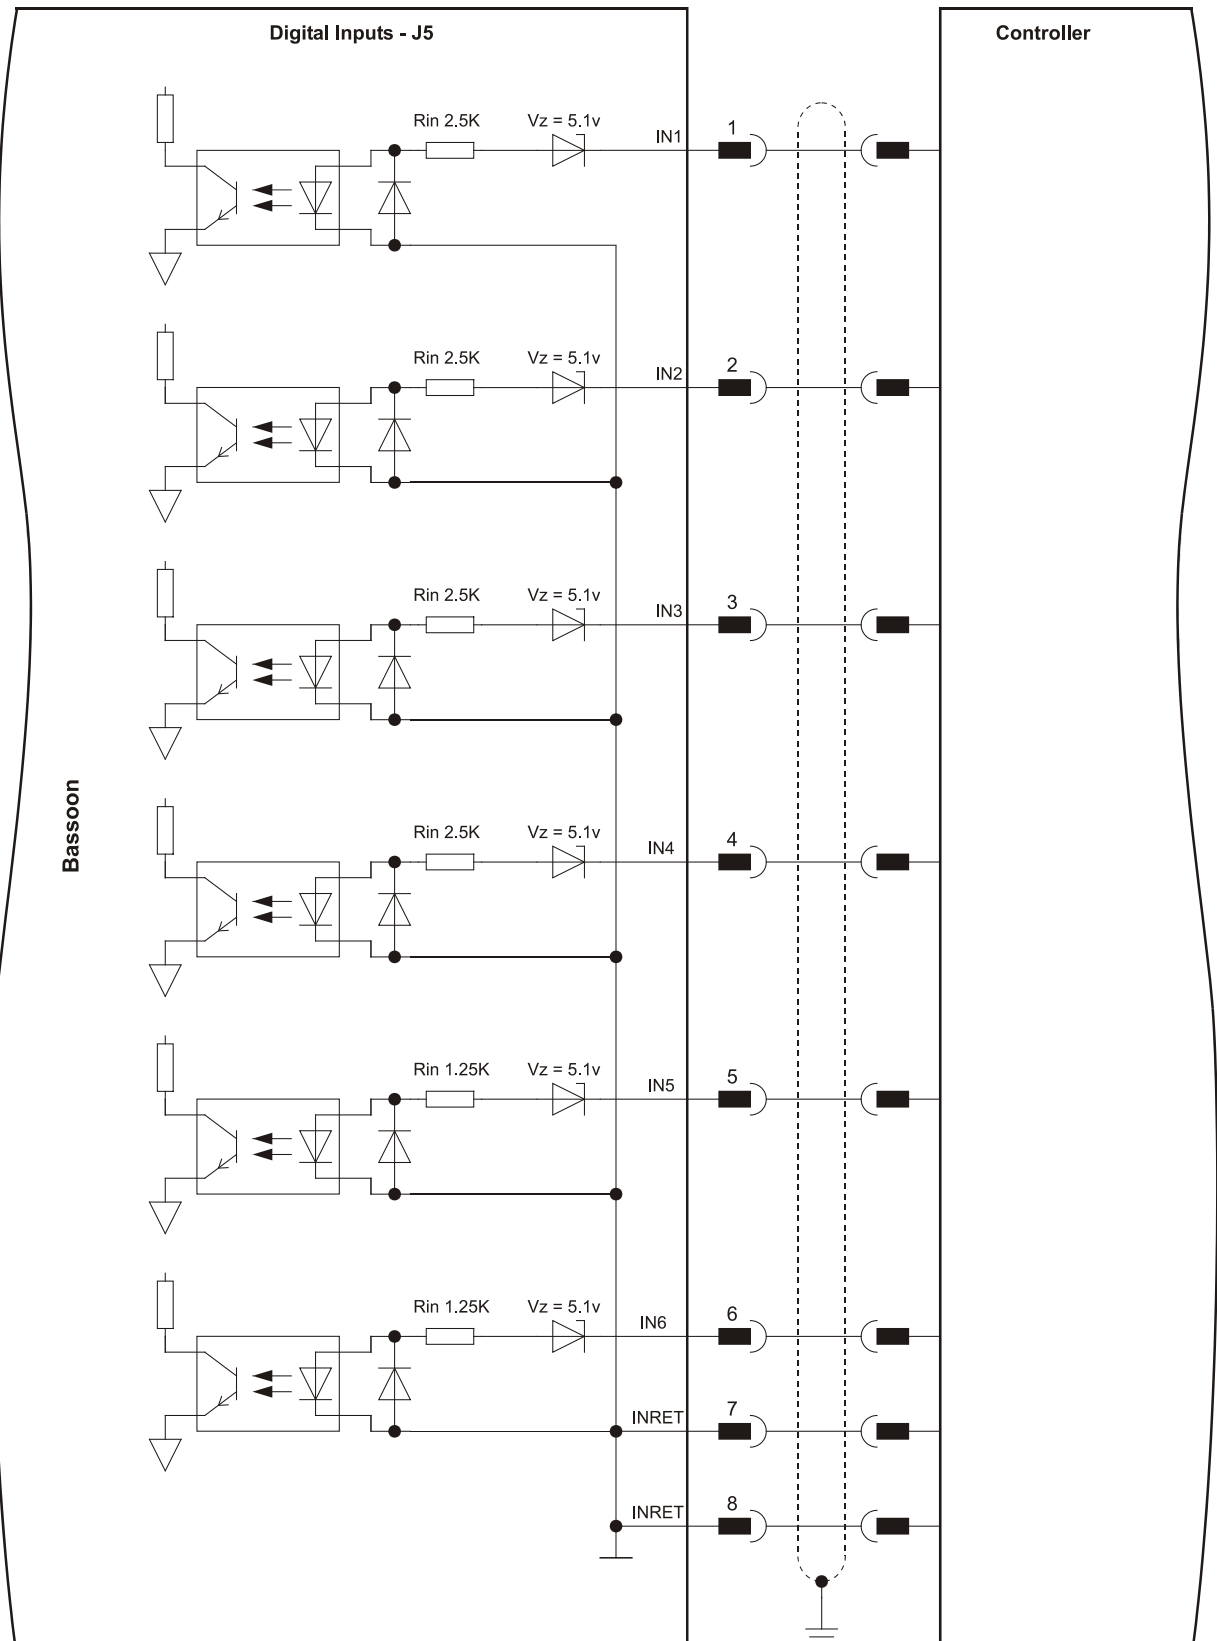 Digital Inputs - J5
Controller
Rin 2.5K
Vz = 5.1v
IN1
1
Rin 2.5K
Vz = 5.1v
IN2
2
Rin 2.5K
Vz = 5.1v
IN3
3
Bassoon
Rin 2.5K
Vz = 5.1v
IN4
4
Rin 1.25K
Vz = 5.1v
IN5
5
Rin 1.25K
Vz = 5.1v
IN6
6
INRET
7
INRET
8